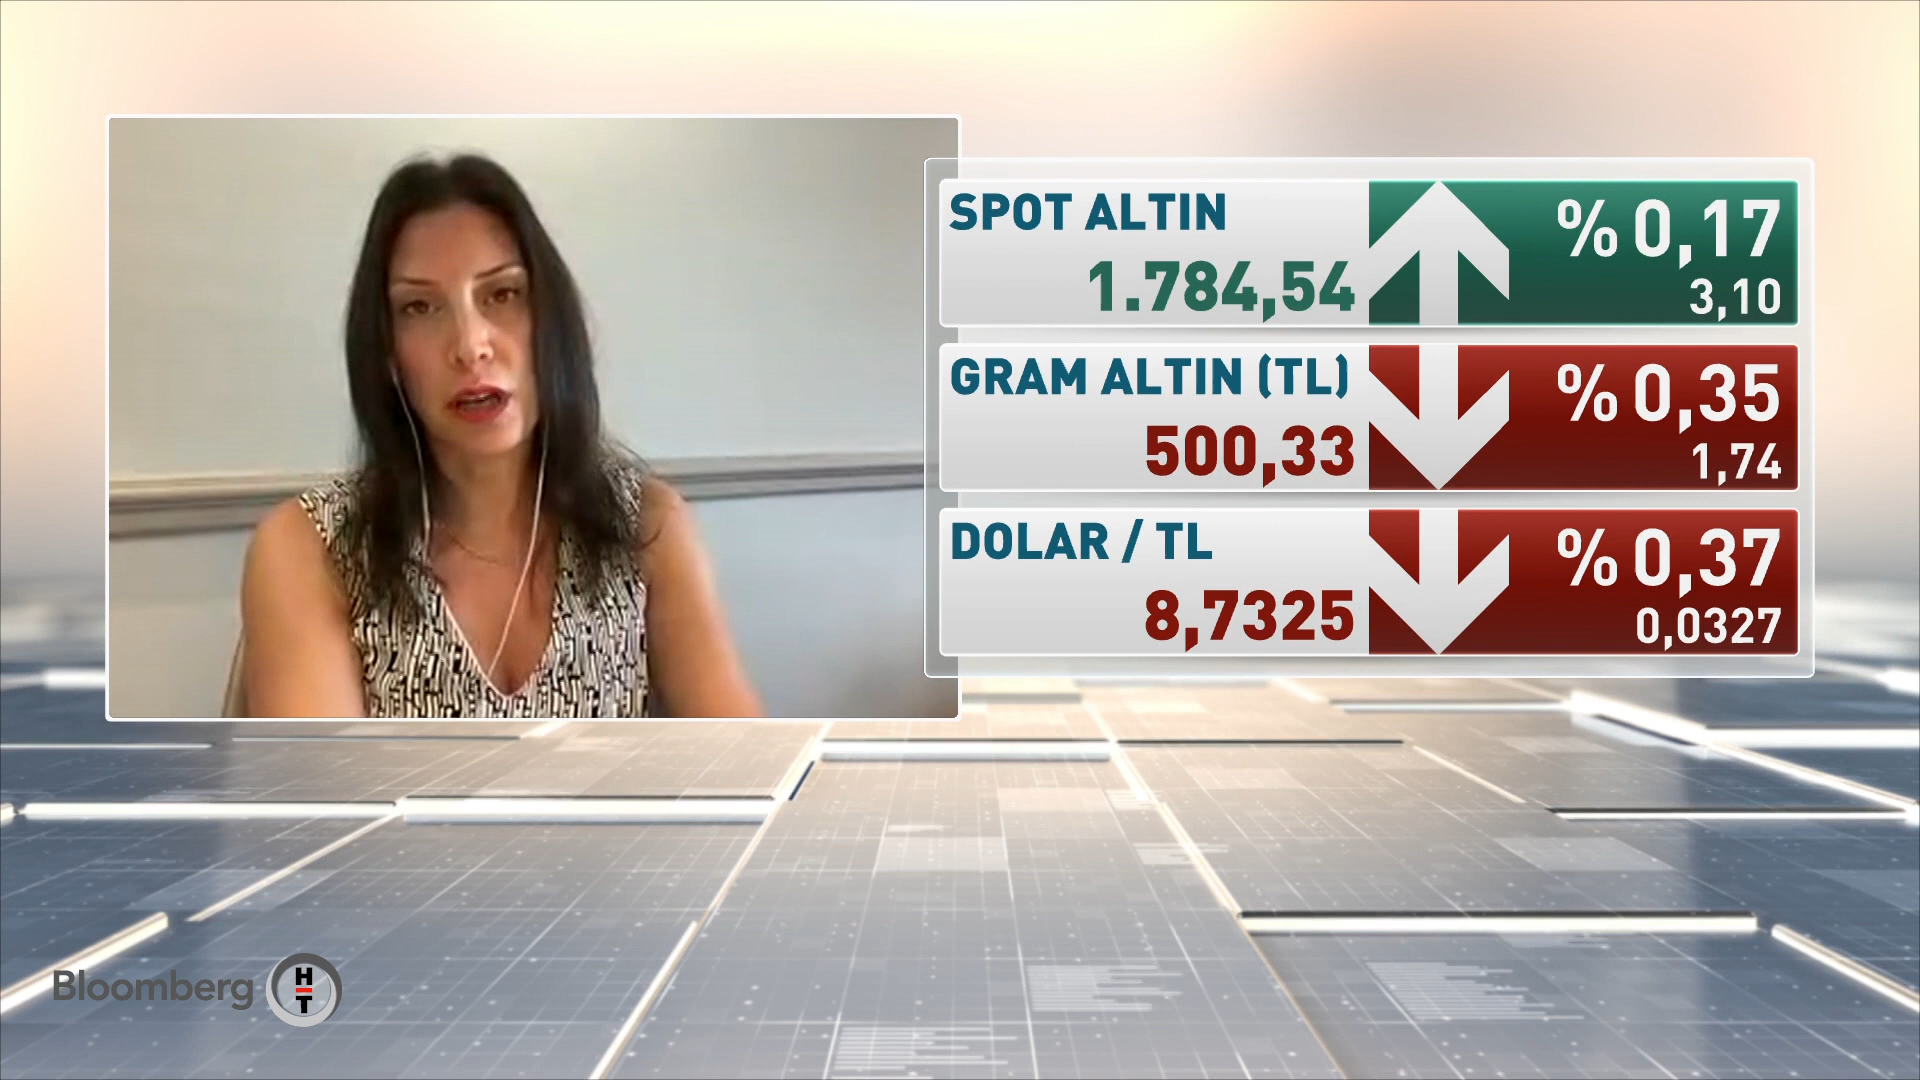 SPOT ALTIN
% 0,17
1.784,54
3,10
GRAM ALTIN (TL)
% 0,35
500,33
1,74
DOLAR / TL
% 0,37
8,7325
0,0327
Bloomberg HT